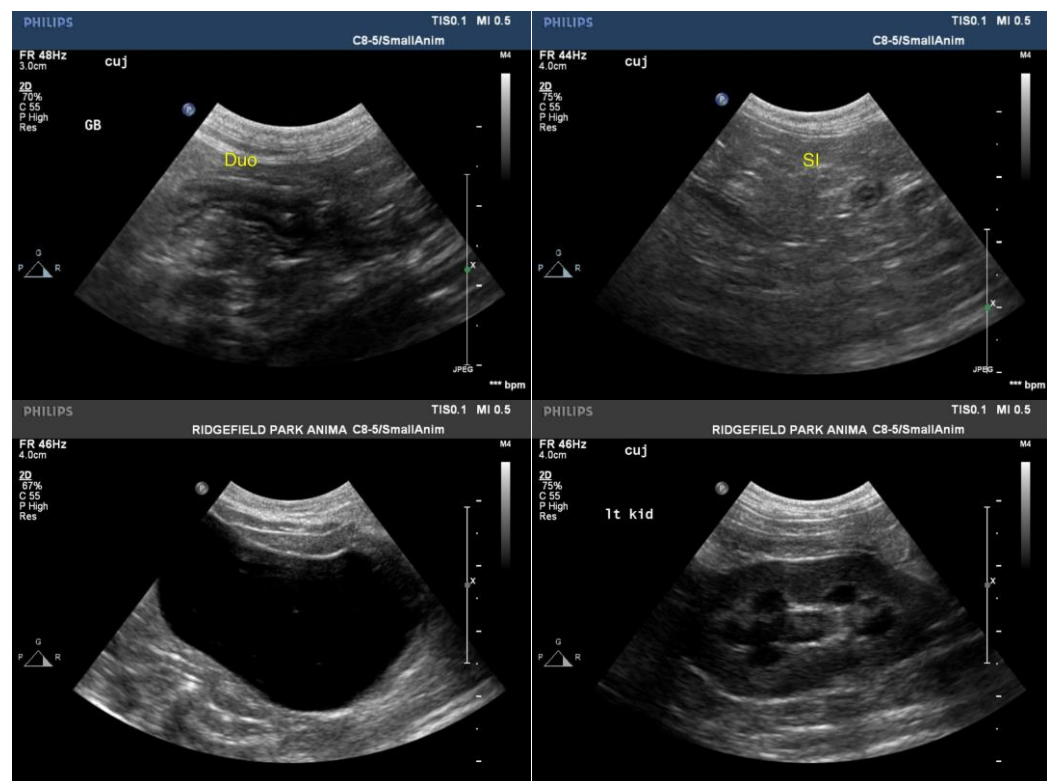 PHILIPS
TIS0.1 MI 0.5
C8-5/SmallAnim
FR 48Hz
3.0cm
cuj
M4
2D
70%
C 55
P High
Res
GB
P
Duo
G
P R
X
JPEG
*** bpm
PHILIPS
TIS0.1 MI 0.5
C8-5/SmallAnim
FR 44Hz
4.0cm
cuj
M4
2D
75%
C 55
P High
Res
P
SI
G
P R
X
JPEG
*** bpm
PHILIPS
TIS0.1 MI 0.5
RIDGEFIELD PARK ANIMA C8-5/SmallAnim
FR 46Hz
4.0cm
M4
2D
67%
C 55
P High
Res
P
X
G
P R
PHILIPS
TIS0.1 MI 0.5
RIDGEFIELD PARK ANIMA C8-5/SmallAnim
FR 46Hz
4.0cm
cuj
M4
2D
75%
C 55
P High
Res
P
lt kid
X
G
P R